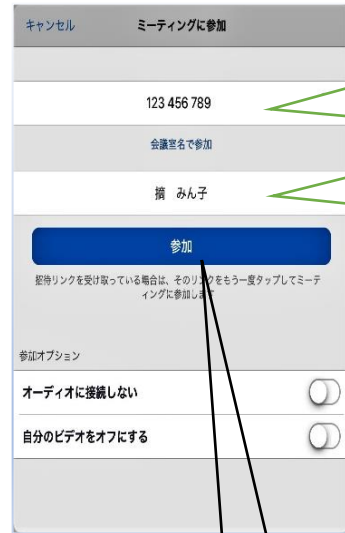 キャンセル ミーティングに参加
123 456 789
会議室名で参加
摘 みん子
参加
招待リンクを受け取っている場合は、そのリンクをもう一度タップしてミーテ
ィングに参加します
参加オプション
オーディオに接続しない
自分のビデオをオフにする